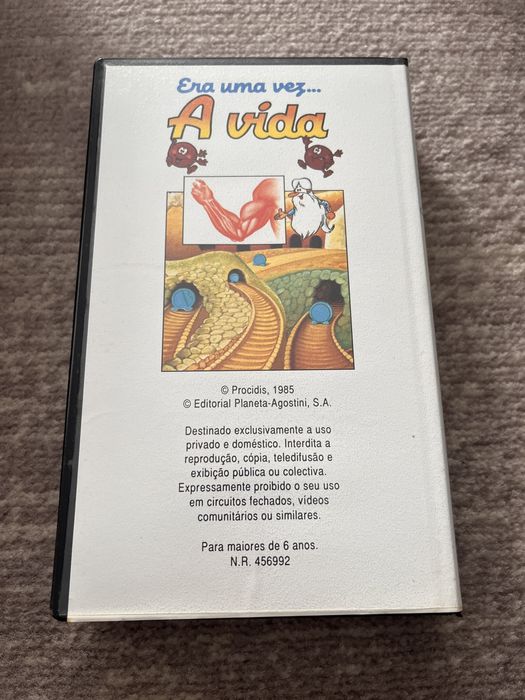 Era uma vez...
A vida
© Procidis, 1985
© Editorial Planeta-Agostini, S.A.
Destinado exclusivamente a uso
privado e doméstico. Interdita a
reprodução, cópia, teledifusão e
exibição pública ou colectiva.
Expressamente proibido o seu uso
em circuitos fechados, vídeos
comunitários ou similares.
Para maiores de 6 anos.
N.R. 456992